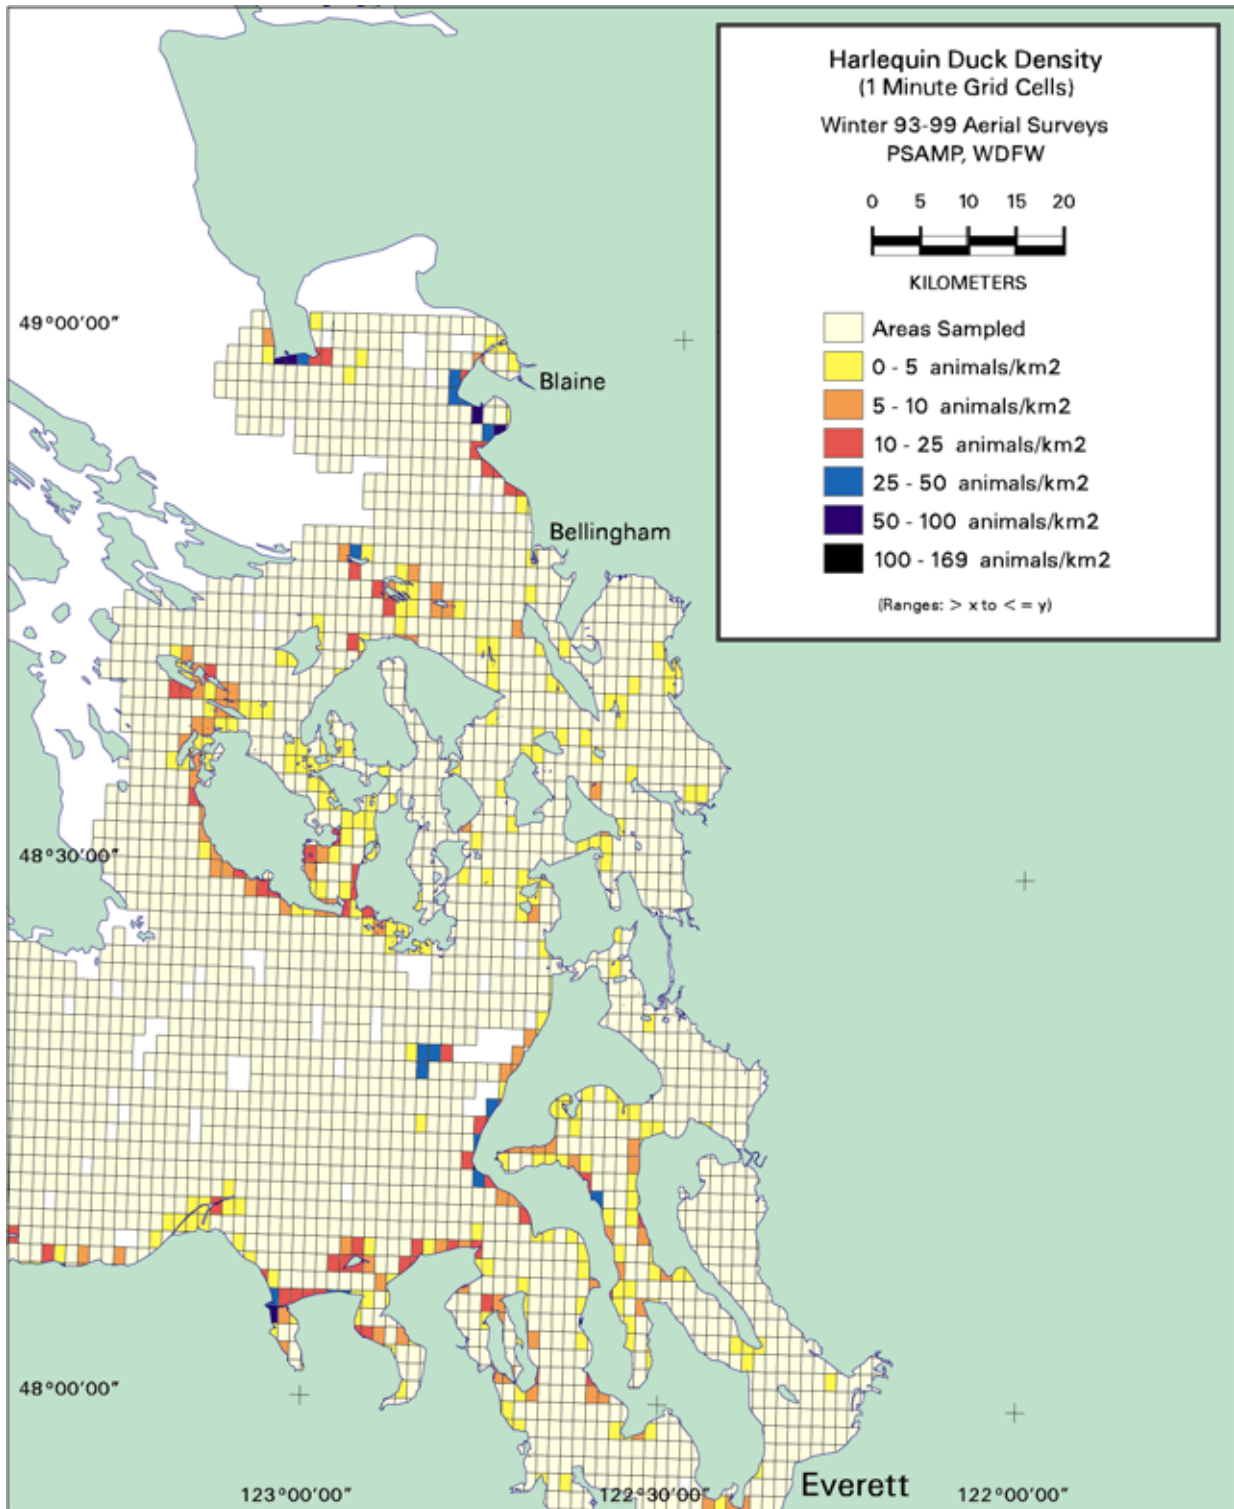 Harlequin Duck Density
(1 Minute Grid Cells)
Winter 93-99 Aerial Surveys
PSAMP, WDFW
0 5 10 15 20
KILOMETERS
Areas Sampled
0 - 5 animals/km2
5 - 10 animals/km2
10 - 25 animals/km2
25 - 50 animals/km2
50 - 100 animals/km2
100 - 169 animals/km2
(Ranges: > x to < = y)
49°00'00"
Blaine
Bellingham
48°30'00"
48°00'00"
Everett
123°00'00"
122°30'00"
122°00'00"